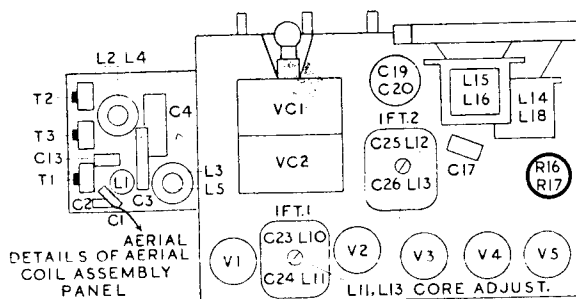 L2 L4
T2
T3
C13
T1
C4
L1
C2
C1
C3
L3
L5
AERIAL
DETAILS OF AERIAL
COIL ASSEMBLY
PANEL
VC1
VC2
C19
C20
L15
L16
L14
L18
IFT.2
C25 L12
C26 L13
C17
R16
R17
IFT.1
C23 L10
C24 L11
V1
V2
V3
V4
V5
L11,L13 CORE ADJUST.